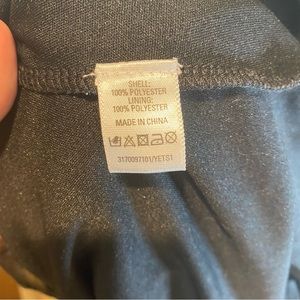 SHELL:
100% POLYESTER
LINING:
100% POLYESTER
MADE IN CHINA
3170097101/YETS1